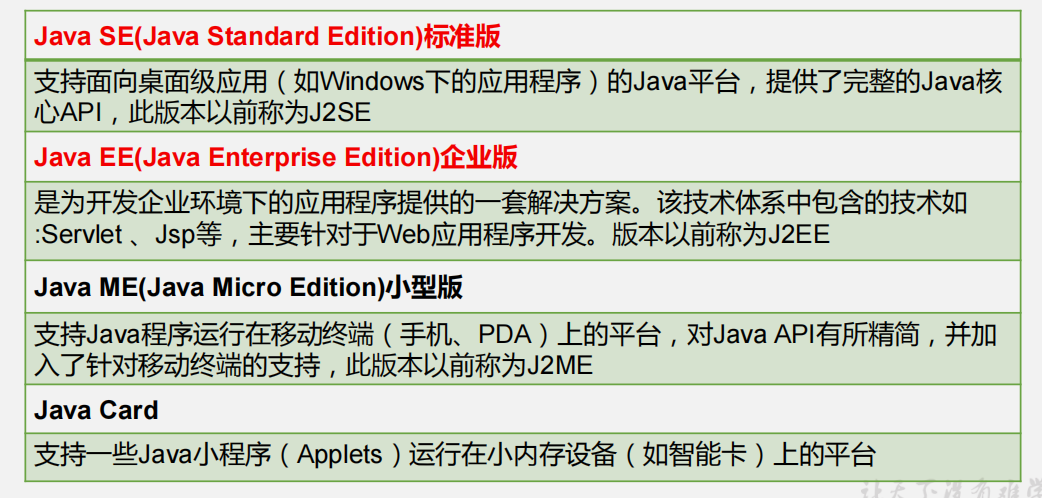 Java SE(Java Standard Edition)标准版
支持面向桌面级应用（如Windows下的应用程序）的Java平台，提供了完整的Java核
心API，此版本以前称为J2SE
Java EE(Java Enterprise Edition)企业版
是为开发企业环境下的应用程序提供的一套解决方案。该技术体系中包含的技术如
:Servlet 、Jsp等，主要针对于Web应用程序开发。版本以前称为J2EE
Java ME(Java Micro Edition)小型版
支持Java程序运行在移动终端（手机、PDA）上的平台，对Java API有所精简，并加
入了针对移动终端的支持，此版本以前称为J2ME
Java Card
支持一些Java小程序（Applets）运行在小内存设备（如智能卡）上的平台